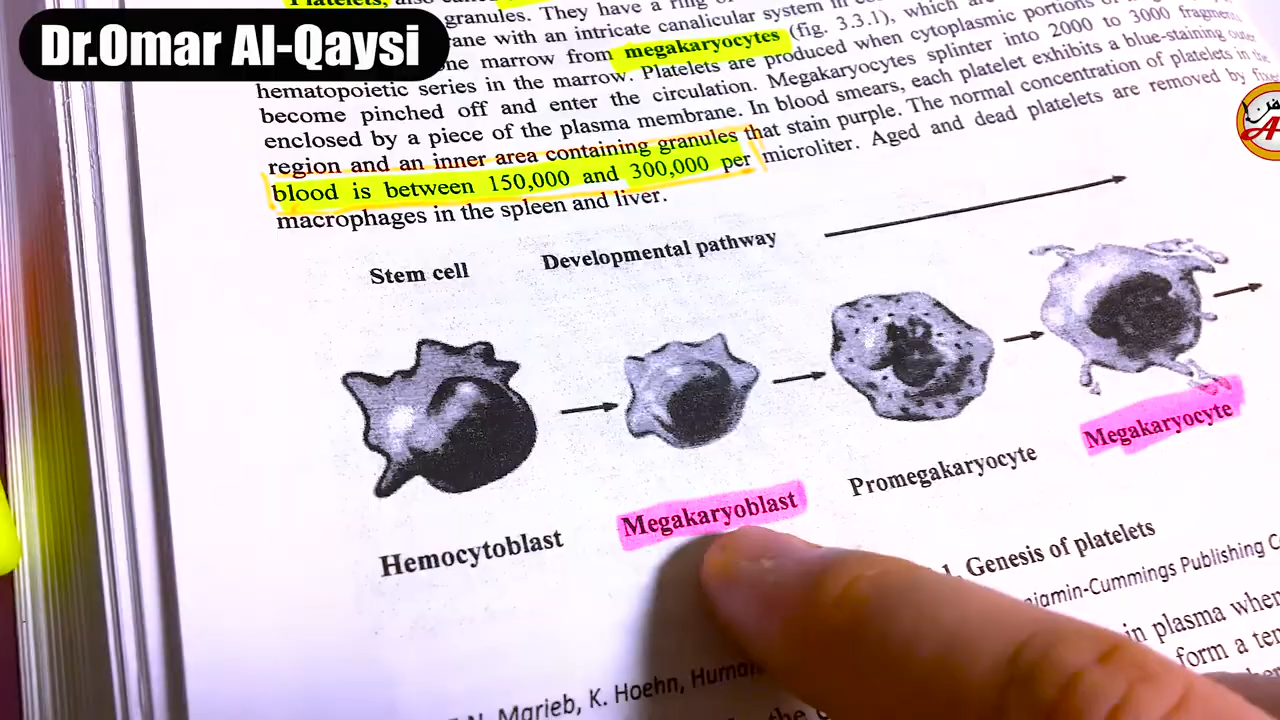 Dr.Omar Al-Qaysi
Platelets,
granules. They have a ring
with an intricate canalicular system in
marrow from megakaryocytes (fig. 3.3.1), which are
hematopoietic series in the marrow. Platelets are produced when cytoplasmic portions
become pinched off and enter the circulation. Megakaryocytes splinter into 2000 to 3000 fragments
enclosed by a piece of the plasma membrane. In blood smears, each platelet exhibits a blue-staining outer
region and an inner area containing granules that stain purple. The normal concentration of platelets in the
blood is between 150,000 and 300,000 per microliter. Aged and dead platelets are removed by
macrophages in the spleen and liver.
Stem cell
Developmental pathway
Hemocytoblast
Megakaryoblast
Promegakaryocyte
Megakaryocyte
Genesis of platelets
Marieb, K. Hoehn,
Publishing
in plasma when
form a